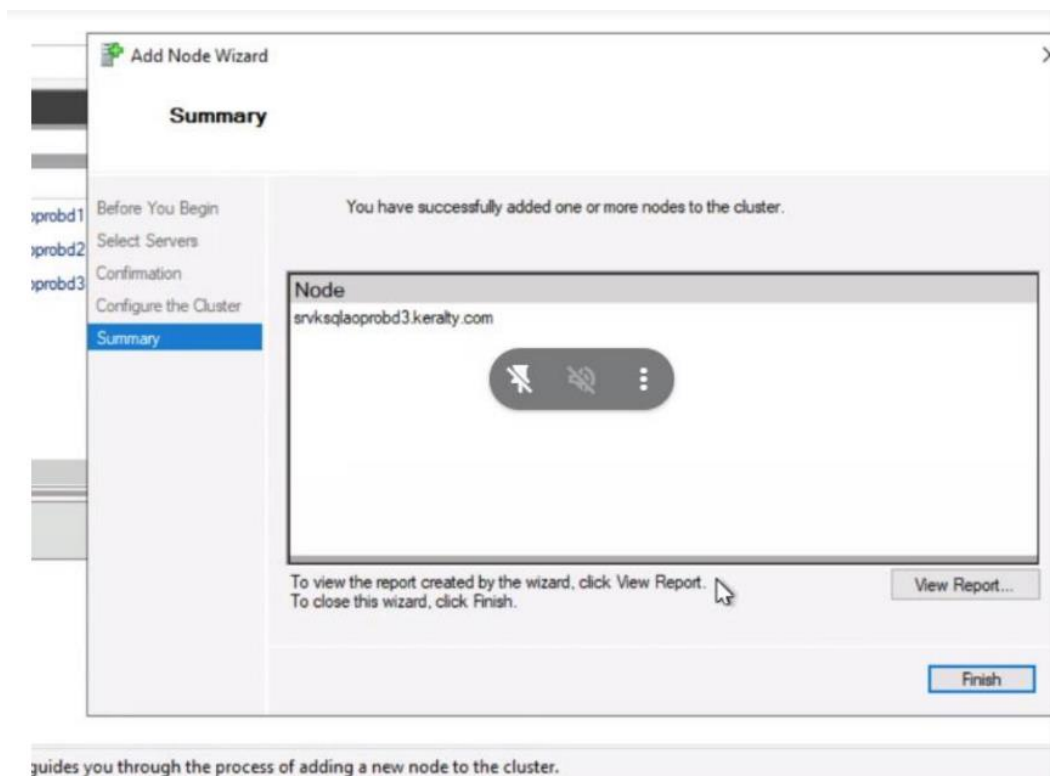 Add Node Wizard
Summary
oprobd1
oprobd2
oprobd3
Before You Begin
Select Servers
Confirmation
Configure the Cluster
Summary
You have successfully added one or more nodes to the cluster.
Node
srvksqlaoprobd3.keralty.com
To view the report created by the wizard, click View Report.
To close this wizard, click Finish.
View Report...
Finish
guides you through the process of adding a new node to the cluster.